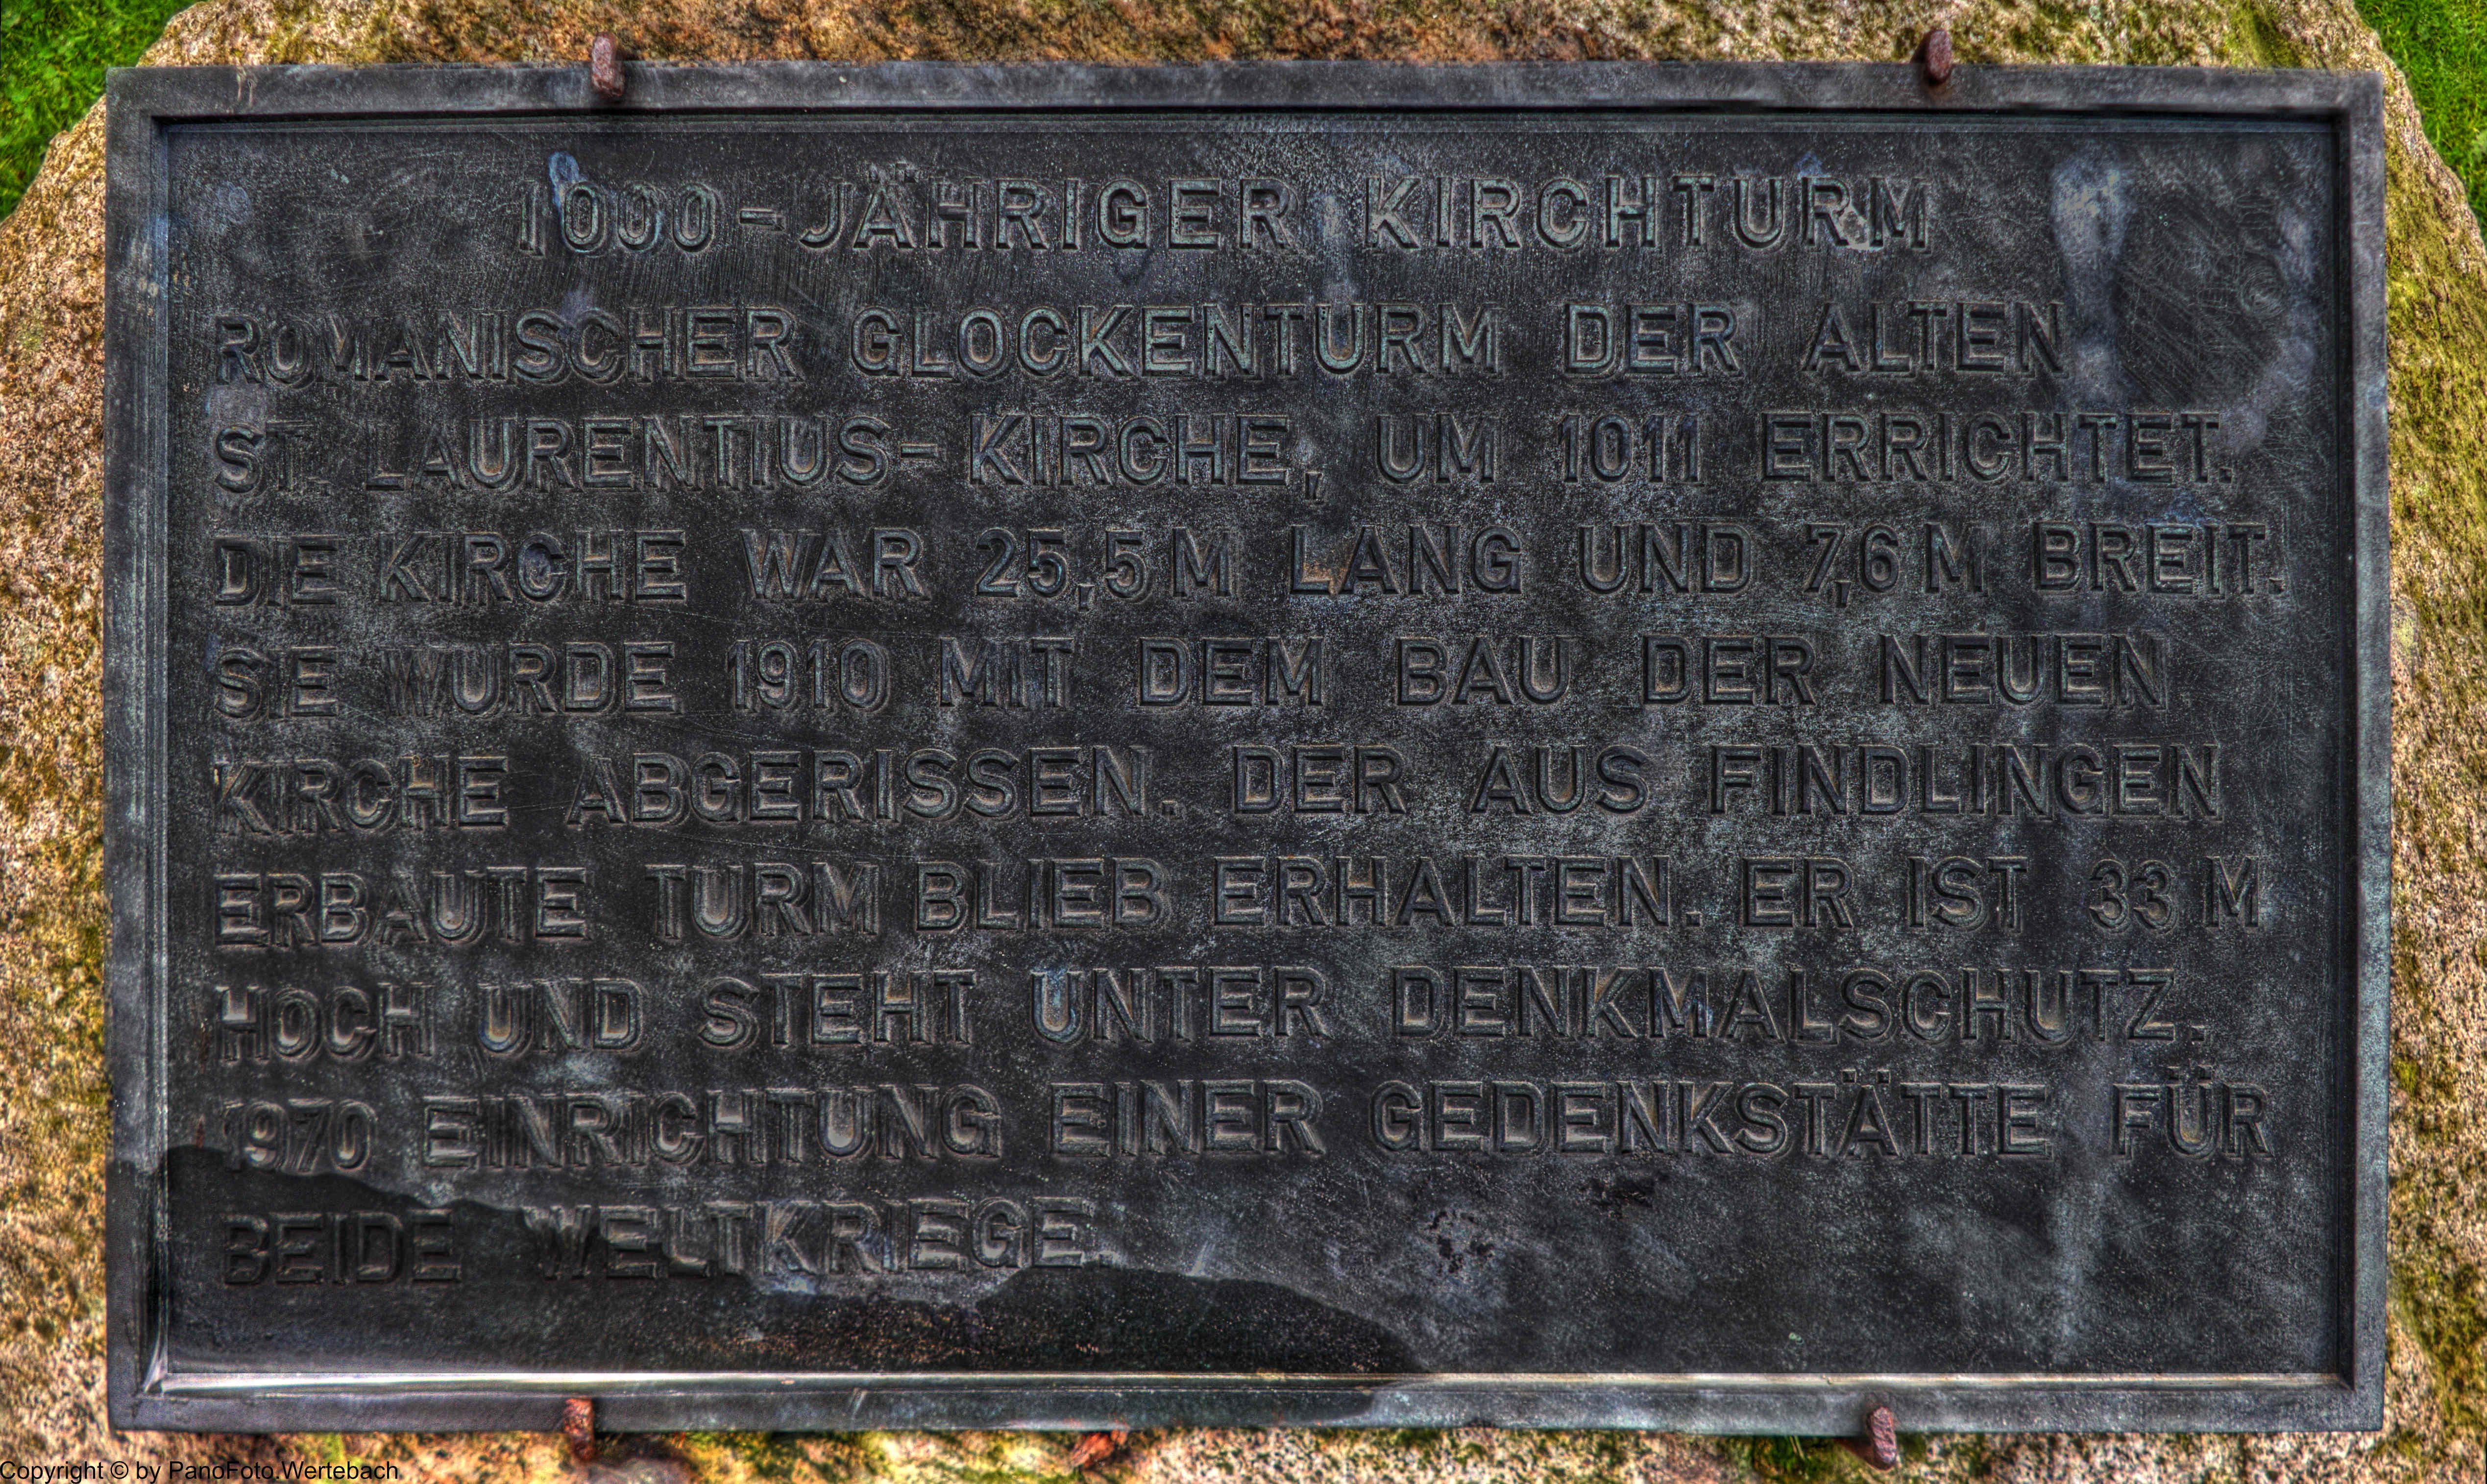 1000-JÄHRIGER KIRCHTURM
ROMANISCHER GLOCKENTURM DER ALTEN
ST. LAURENTIUS-KIRCHE, UM 1011 ERRICHTET.
DIE KIRCHE WAR 25,5 M LANG UND 7,6 M BREIT.
SIE WURDE 1910 MIT DEM BAU DER NEUEN
KIRCHE ABGERISSEN. DER AUS FINDLINGEN
ERBAUTE TURM BLIEB ERHALTEN. ER IST 33 M
HOCH UND STEHT UNTER DENKMALSCHUTZ.
1970 EINRICHTUNG EINER GEDENKSTÄTTE FÜR
BEIDE WELTKRIEGE.
Copyright © by PanoFoto.Wertebach